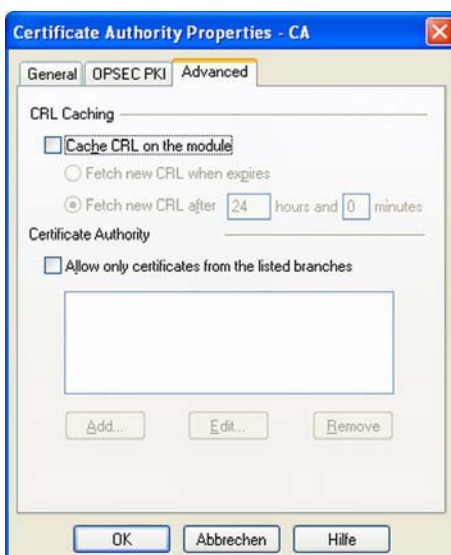 Certificate Authority Properties - CA
General OPSEC PKI Advanced
CRL Caching
Cache CRL on the module
Fetch new CRL when expires
Fetch new CRL after 24 hours and 0 minutes
Certificate Authority
Allow only certificates from the listed branches
Add... Edit... Remove
OK Abbrechen Hilfe